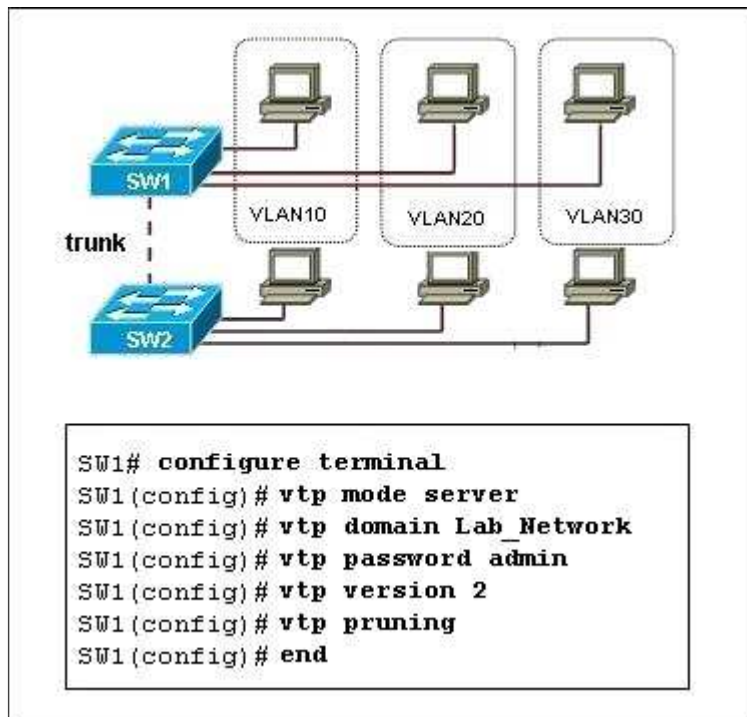 SW1
VLAN10
VLAN20
VLAN30
trunk
SW2
SW1# configure terminal
SW1(config)# vtp mode server
SW1(config)# vtp domain Lab_Network
SW1(config)# vtp password admin
SW1(config)# vtp version 2
SW1(config)# vtp pruning
SW1(config)# end